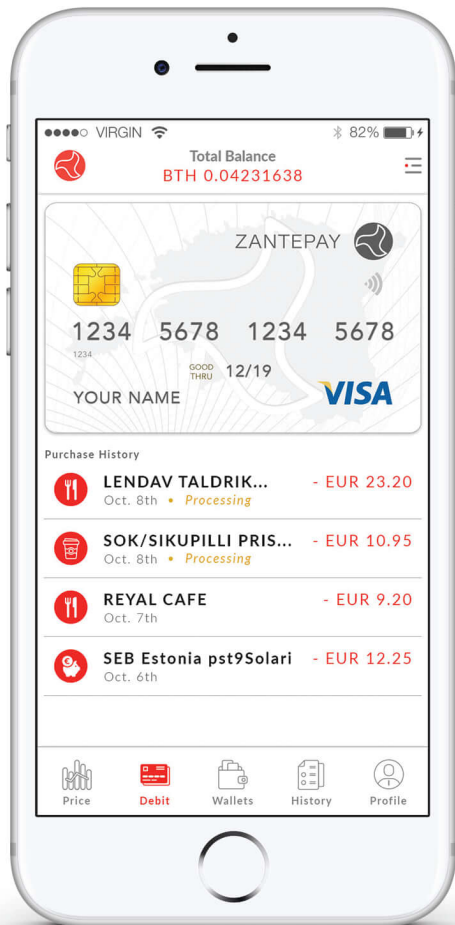 VIRGIN 82%
Total Balance
BTH 0.04231638
ZANTEPAY
1234 5678 1234 5678
1234
GOOD THRU 12/19
YOUR NAME
VISA
Purchase History
LENDAV TALDRIK... - EUR 23.20
Oct. 8th • Processing
SOK/SIKUPILLI PRIS... - EUR 10.95
Oct. 8th • Processing
REYAL CAFE - EUR 9.20
Oct. 7th
SEB Estonia pst9Solari - EUR 12.25
Oct. 6th
Price Debit Wallets History Profile